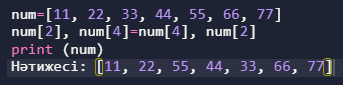 num=[11, 22, 33, 44, 55, 66, 77]
num[2], num[4]=num[4], num[2]
print (num)
Нәтижесі: [11, 22, 55, 44, 33, 66, 77]